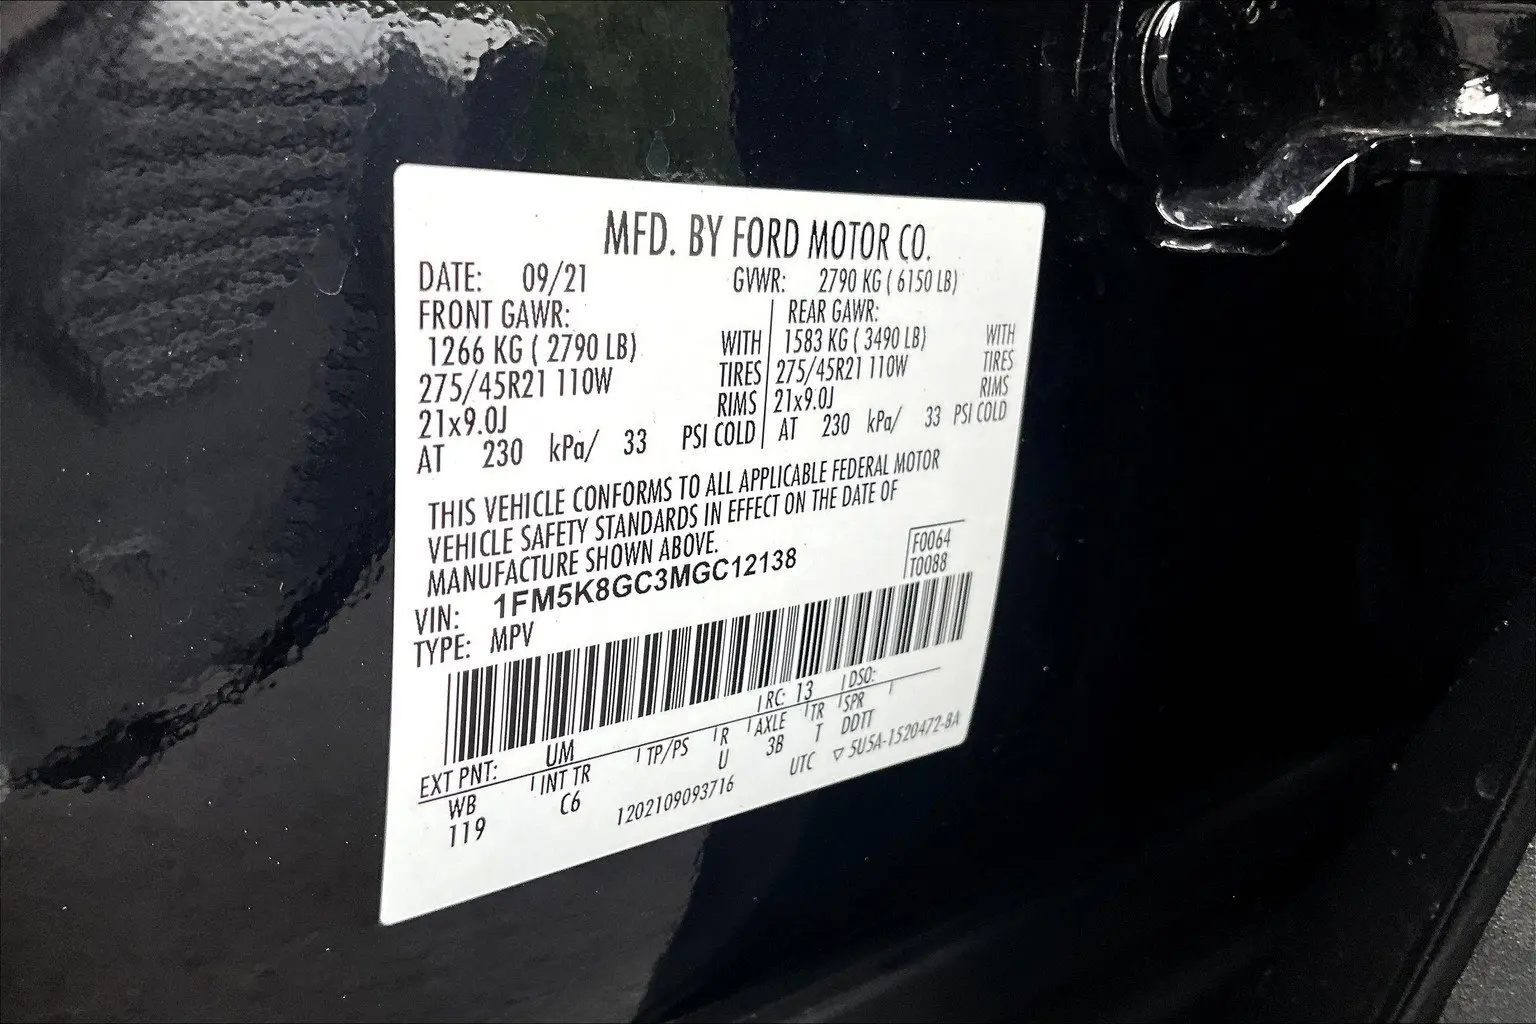 MFD. BY FORD MOTOR CO.
DATE: 09/21 GVWR: 2790 KG ( 6150 LB)
FRONT GAWR: REAR GAWR:
1266 KG ( 2790 LB) WITH 1583 KG ( 3490 LB) WITH
275/45R21 110W TIRES 275/45R21 110W TIRES
21x9.0J RIMS 21x9.0J RIMS
AT 230 kPa/ 33 PSI COLD AT 230 kPa/ 33 PSI COLD
THIS VEHICLE CONFORMS TO ALL APPLICABLE FEDERAL MOTOR
VEHICLE SAFETY STANDARDS IN EFFECT ON THE DATE OF
MANUFACTURE SHOWN ABOVE.
F0064
T0088
VIN: 1FM5K8GC3MGC12138
TYPE: MPV
EXT PNT: UM RC: 13 DSO:
WB INT TR TP/PS R AXLE TR SPR
119 C6 U 3B T DDTT
1202109093716 UTC ▽ 5U5A-1520472-BA